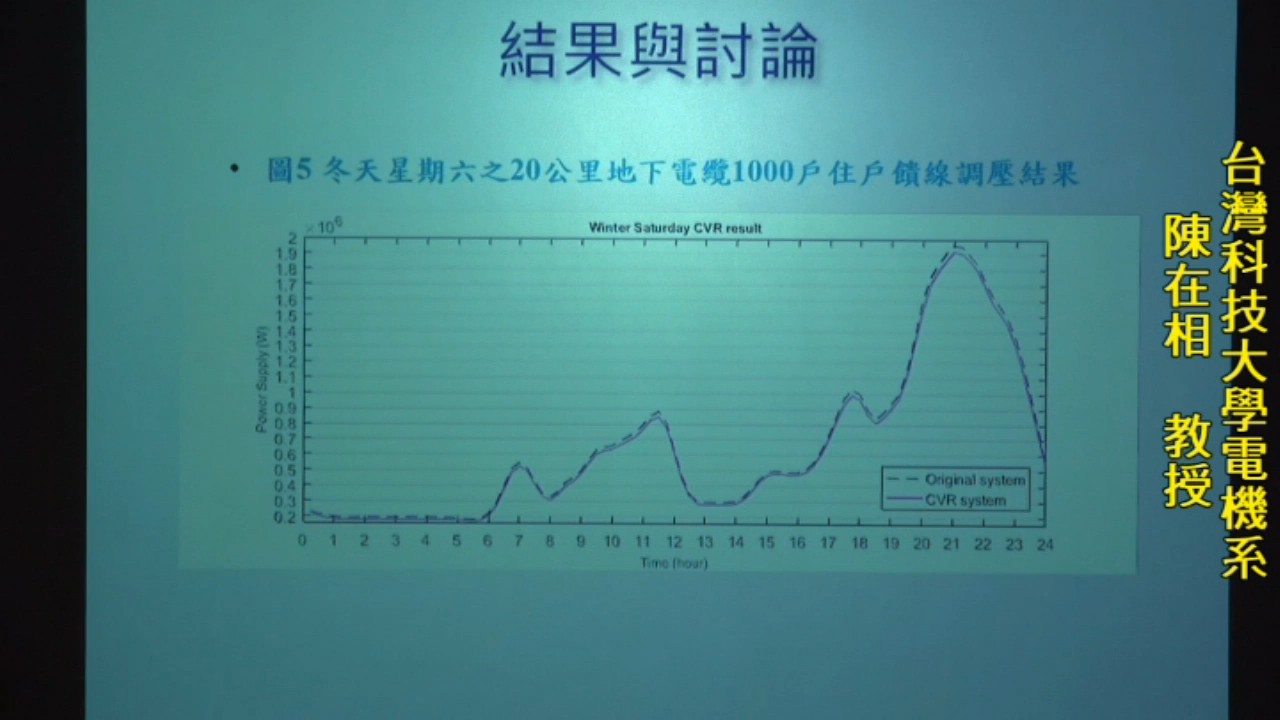 結果與討論
• 圖5 冬天星期六之20公里地下電纜1000戶住戶饋線調壓結果
Winter Saturday CVR result
× 10^6
2
1.9
1.8
1.7
1.6
1.5
1.4
1.3
1.2
1.1
1
0.9
0.8
0.7
0.6
0.5
0.4
0.3
0.2
Power Supply (W)
Original system
CVR system
0 1 2 3 4 5 6 7 8 9 10 11 12 13 14 15 16 17 18 19 20 21 22 23 24
Time (hour)
台灣科技大學電機系
陳在相 教授